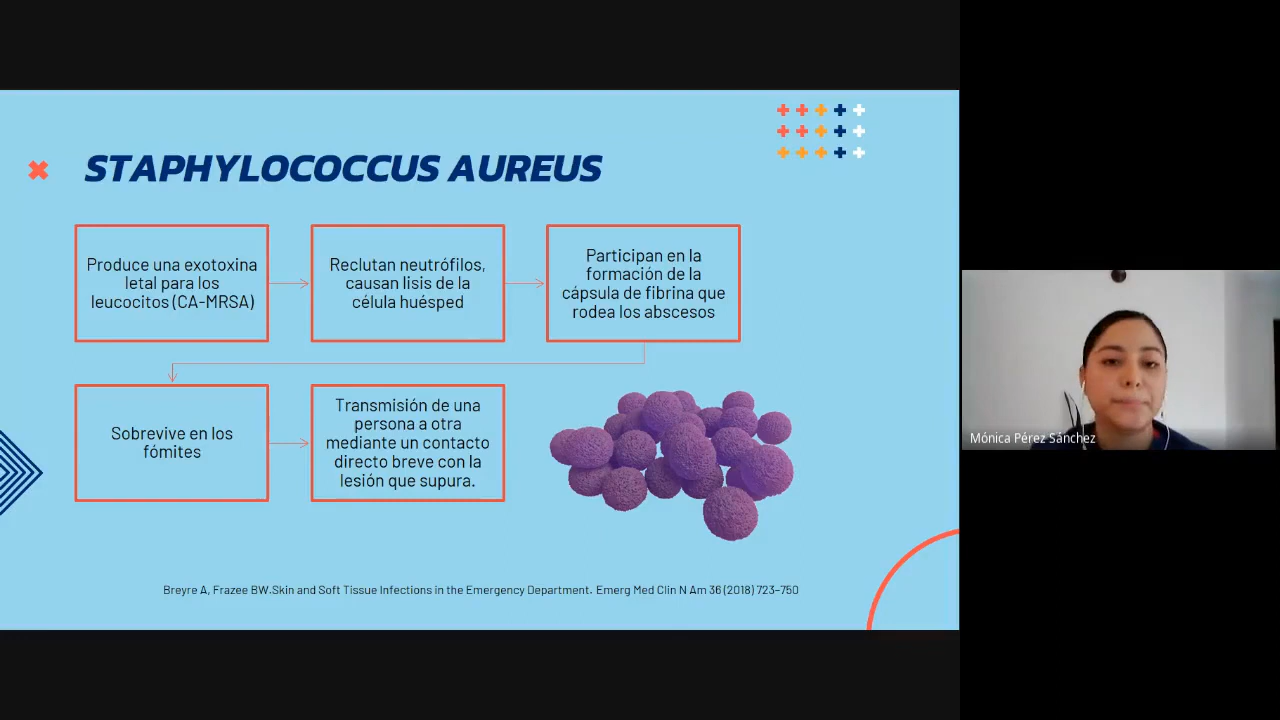 STAPHYLOCOCCUS AUREUS
Produce una exotoxina
letal para los
leucocitos (CA-MRSA)
Reclutan neutrófilos,
causan lisis de la
célula huésped
Participan en la
formación de la
cápsula de fibrina que
rodea los abscesos
Sobrevive en los
fómites
Transmisión de una
persona a otra
mediante un contacto
directo breve con la
lesión que supura.
Breyre A, Frazee BW.Skin and Soft Tissue Infections in the Emergency Department. Emerg Med Clin N Am 36 (2018) 723–750
Mónica Pérez Sánchez